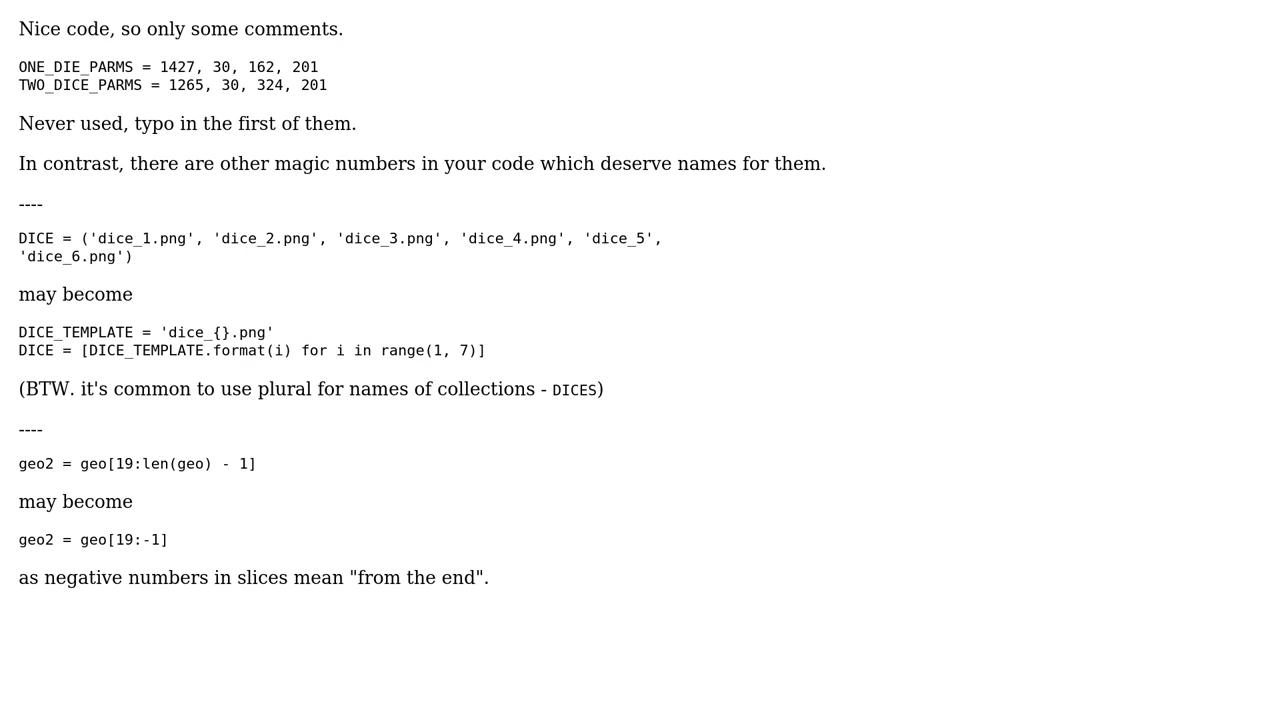 Nice code, so only some comments.
ONE_DIE_PARMS = 1427, 30, 162, 201
TWO_DICE_PARMS = 1265, 30, 324, 201
Never used, typo in the first of them.
In contrast, there are other magic numbers in your code which deserve names for them.
----
DICE = ('dice_1.png', 'dice_2.png', 'dice_3.png', 'dice_4.png', 'dice_5',
'dice_6.png')
may become
DICE_TEMPLATE = 'dice_{}.png'
DICE = [DICE_TEMPLATE.format(i) for i in range(1, 7)]
(BTW. it's common to use plural for names of collections - DICES)
----
geo2 = geo[19:len(geo) - 1]
may become
geo2 = geo[19:-1]
as negative numbers in slices mean "from the end".